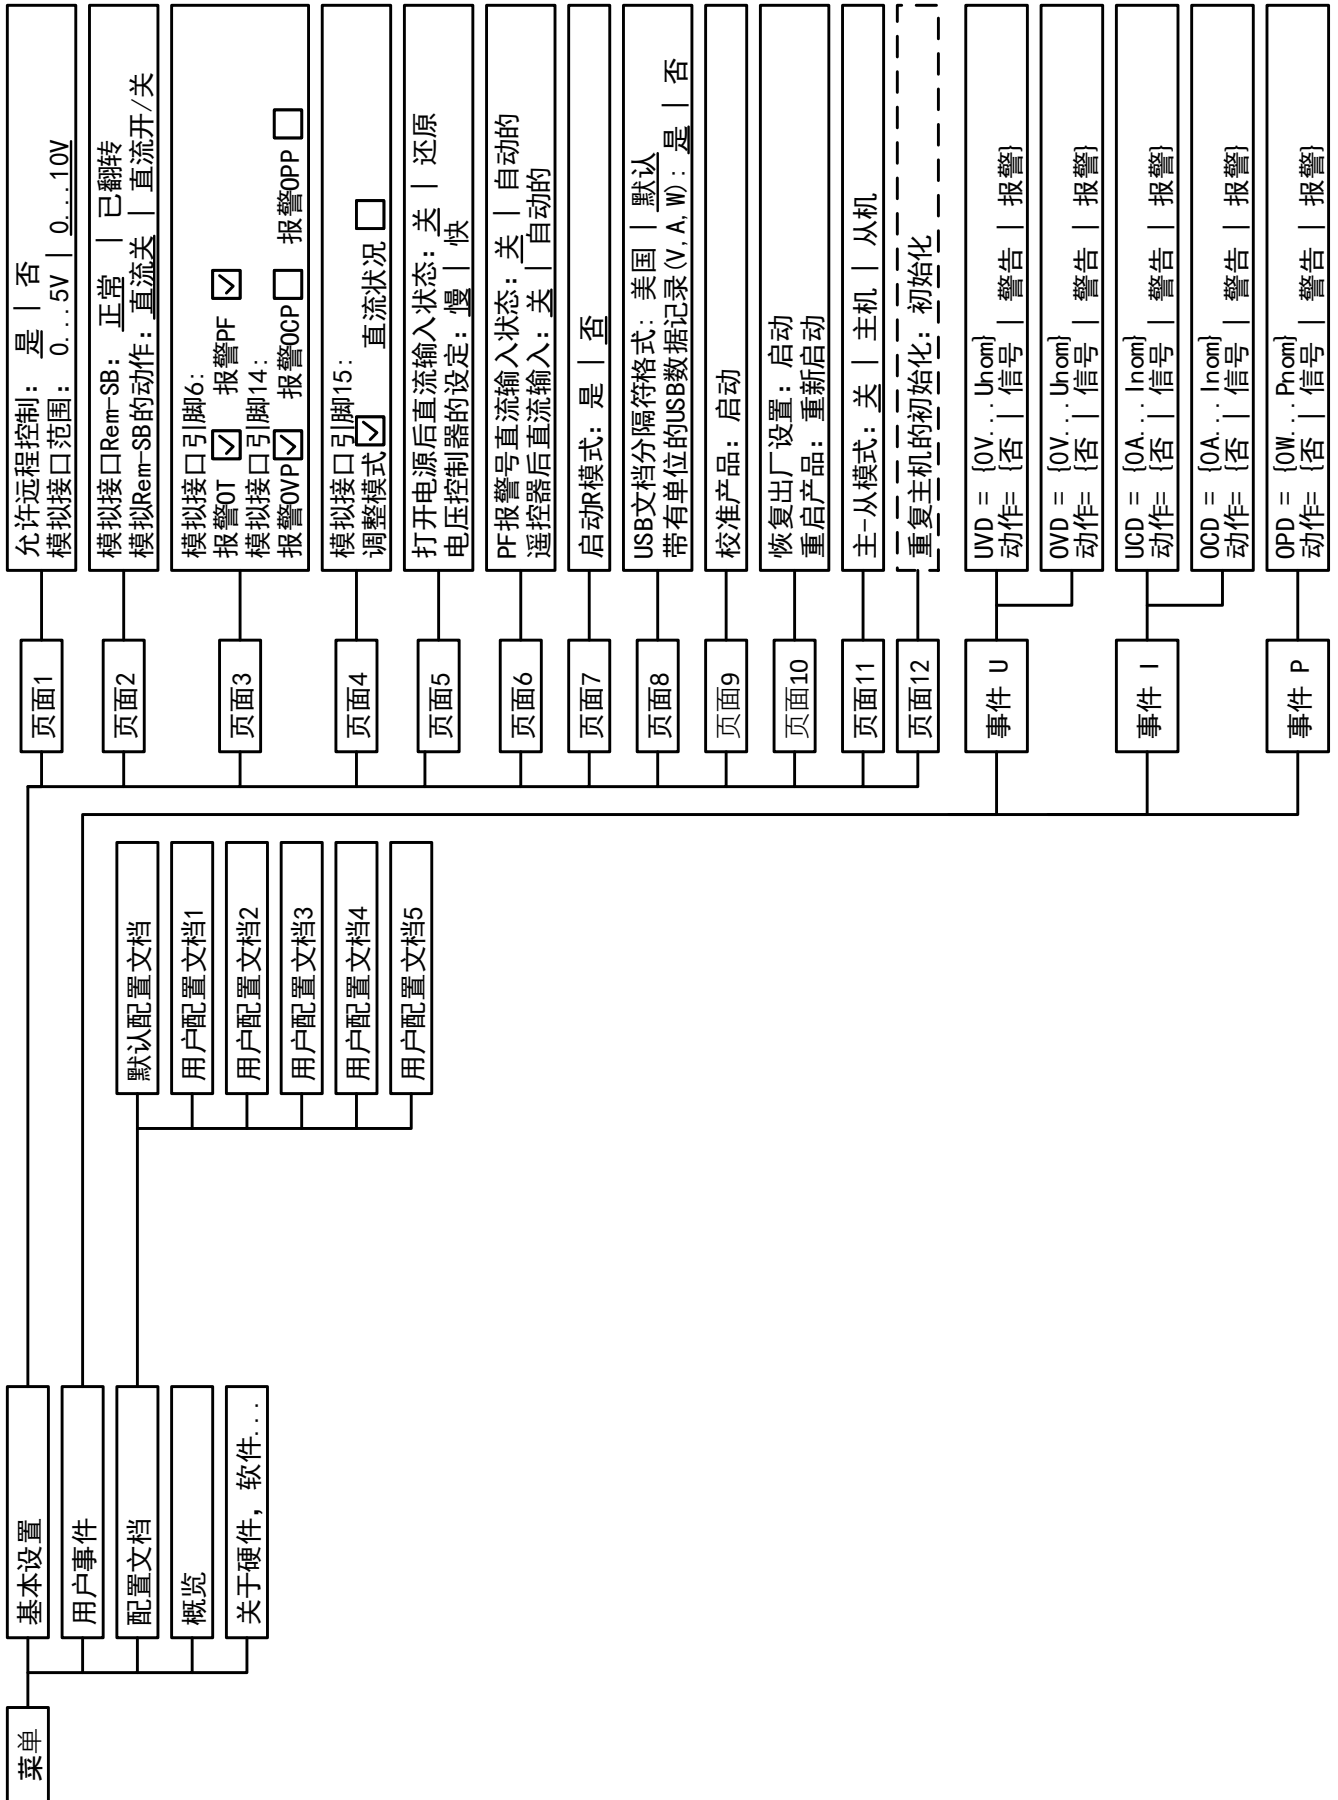 菜单
基本设置
用户事件
配置文档
概览
关于硬件，软件...
默认配置文档
用户配置文档1
用户配置文档2
用户配置文档3
用户配置文档4
用户配置文档5
页面1
允许远程控制：是 | 否
模拟接口范围：0...5V | 0...10V
页面2
模拟接口Rem-SB：正常 | 已翻转
模拟Rem-SB的动作：直流关 | 直流开/关
页面3
模拟接口引脚6：
报警OT ☑ 报警PF ☑
模拟接口引脚14：
报警OVP ☑ 报警OCP ☐ 报警OPP ☐
页面4
模拟接口引脚15：
调整模式 ☑ 直流状况 ☐
页面5
打开电源后直流输入状态：关 | 还原
电压控制器的设定：慢 | 快
页面6
PF报警号直流输入状态：关 | 自动的
遥控器后直流输入：关 | 自动的
页面7
启动R模式：是 | 否
页面8
USB文档分隔符格式：美国 | 默认
带有单位的USB数据记录(V,A,W)：是 | 否
页面9
校准产品：启动
页面10
恢复出厂设置：启动
重启产品：重新启动
页面11
主-从模式：关 | 主机 | 从机
页面12
重复主机的初始化：初始化
事件 U
UVD = {0V...Unom}
动作= {否 | 信号 | 警告 | 报警}
OVD = {0V...Unom}
动作= {否 | 信号 | 警告 | 报警}
事件 I
UCD = {0A...Inom}
动作= {否 | 信号 | 警告 | 报警}
OCD = {0A...Inom}
动作= {否 | 信号 | 警告 | 报警}
事件 P
OPD = {0W...Pnom}
动作= {否 | 信号 | 警告 | 报警}